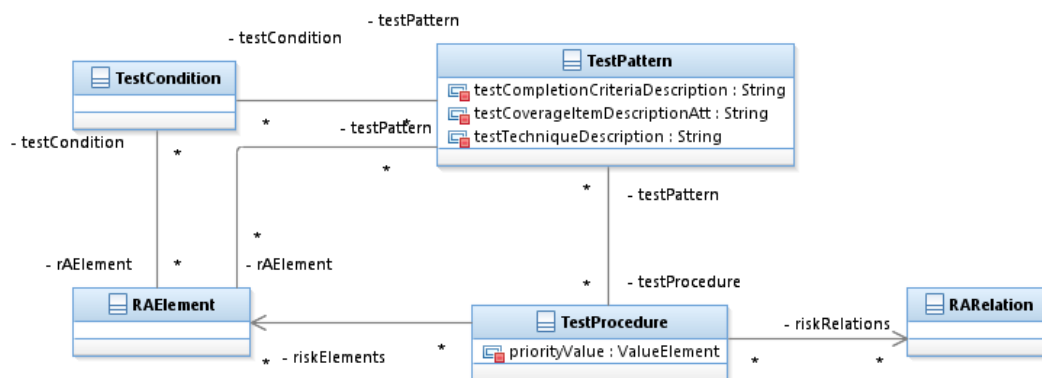 - testPattern
- testCondition
TestCondition
TestPattern
testCompletionCriteriaDescription : String
testCoverageItemDescriptionAtt : String
testTechniqueDescription : String
* *
- testPattern
- testCondition
*
*
*
- testPattern
*
- rAElement
*
- rAElement
*
- testProcedure
RAElement
TestProcedure
priorityValue : ValueElement
RARelation
- riskRelations
* - riskElements *
* *